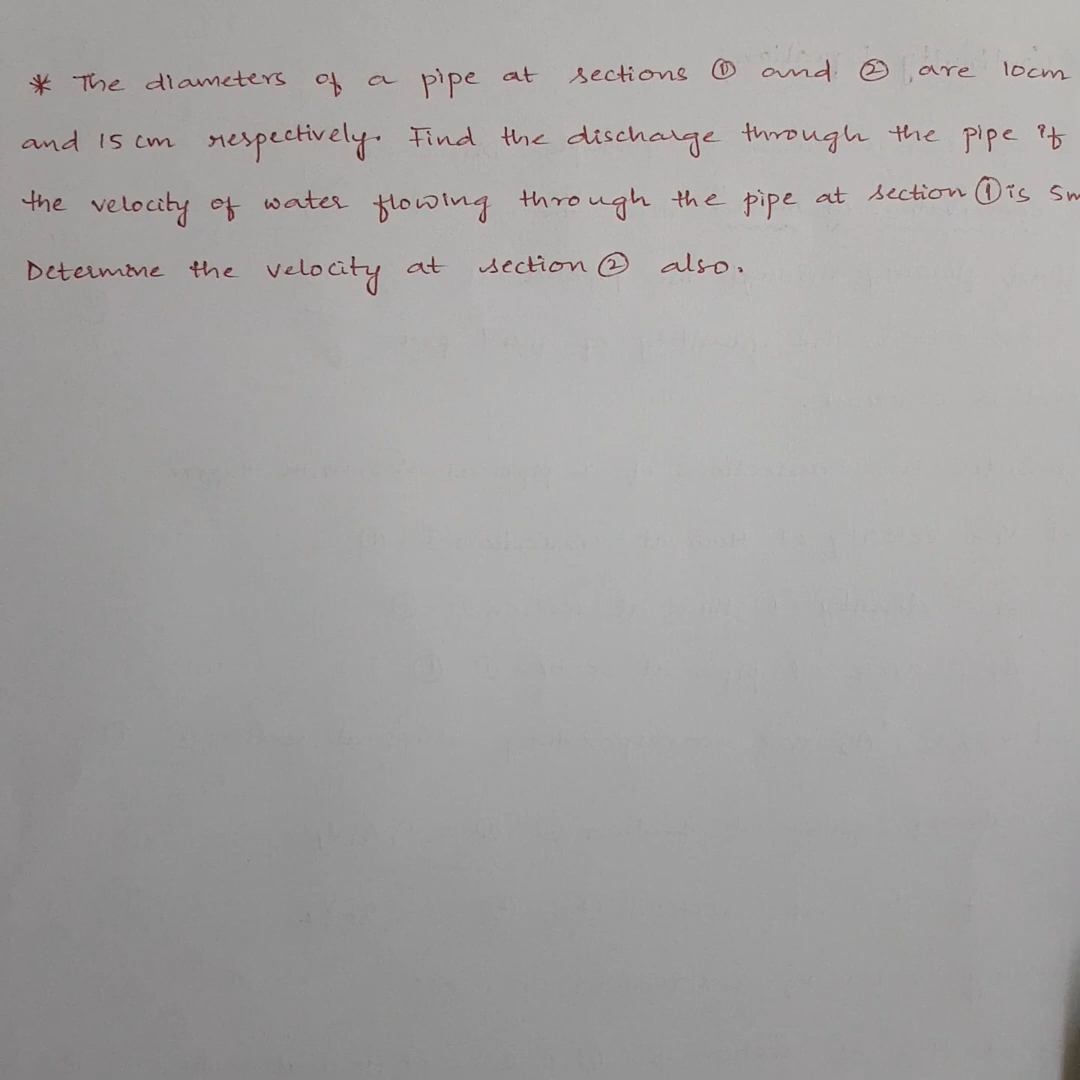 * The diameters of a pipe at sections ① and ② are 10cm
and 15 cm respectively. Find the discharge through the pipe if
the velocity of water flowing through the pipe at section ① is 5m
Determine the velocity at section ② also.